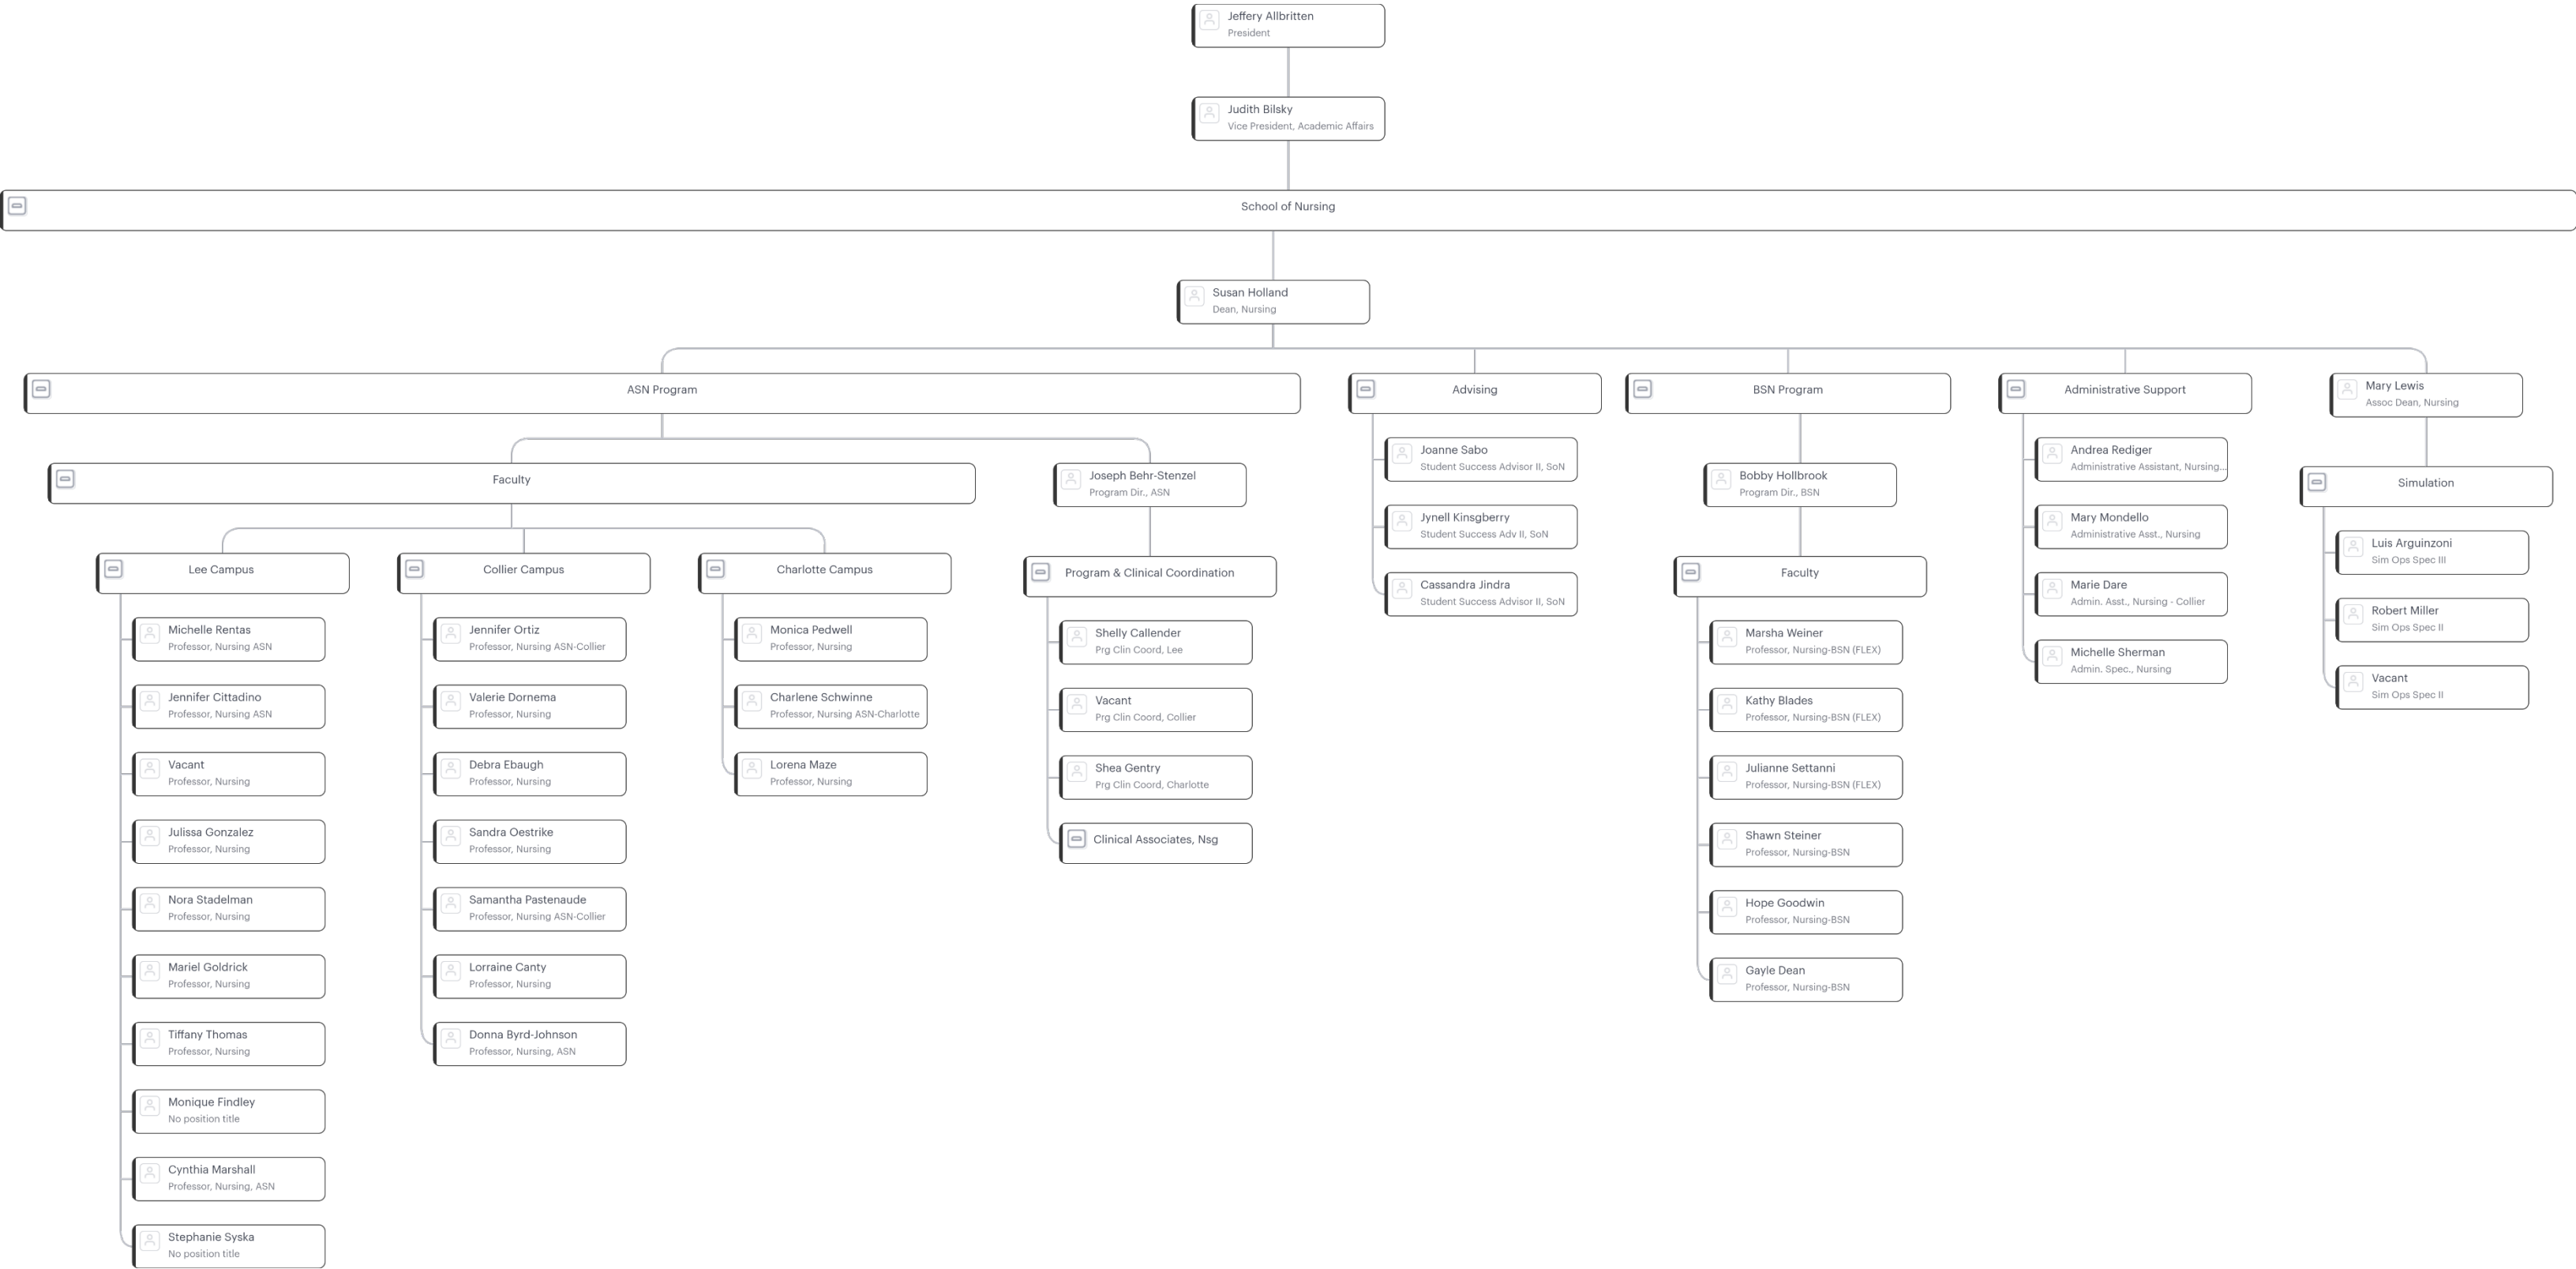 Jeffery Allbritten
President
Judith Bilsky
Vice President, Academic Affairs
School of Nursing
Susan Holland
Dean, Nursing
ASN Program
Faculty
Lee Campus
Michelle Rentas
Professor, Nursing ASN
Jennifer Cittadino
Professor, Nursing ASN
Vacant
Professor, Nursing
Julissa Gonzalez
Professor, Nursing
Nora Stadelman
Professor, Nursing
Mariel Goldrick
Professor, Nursing
Tiffany Thomas
Professor, Nursing
Monique Findley
No position title
Cynthia Marshall
Professor, Nursing, ASN
Stephanie Syska
No position title
Collier Campus
Jennifer Ortiz
Professor, Nursing ASN-Collier
Valerie Dornema
Professor, Nursing
Debra Ebaugh
Professor, Nursing
Sandra Oestrike
Professor, Nursing
Samantha Pastenaude
Professor, Nursing ASN-Collier
Lorraine Canty
Professor, Nursing
Donna Byrd-Johnson
Professor, Nursing, ASN
Charlotte Campus
Monica Pedwell
Professor, Nursing
Charlene Schwinne
Professor, Nursing ASN-Charlotte
Lorena Maze
Professor, Nursing
Joseph Behr-Stenzel
Program Dir., ASN
Program & Clinical Coordination
Shelly Callender
Prg Clin Coord, Lee
Vacant
Prg Clin Coord, Collier
Shea Gentry
Prg Clin Coord, Charlotte
Clinical Associates, Nsg
Advising
Joanne Sabo
Student Success Advisor II, SoN
Jynell Kinsgberry
Student Success Adv II, SoN
Cassandra Jindra
Student Success Advisor II, SoN
BSN Program
Bobby Hollbrook
Program Dir., BSN
Faculty
Marsha Weiner
Professor, Nursing-BSN (FLEX)
Kathy Blades
Professor, Nursing-BSN (FLEX)
Julianne Settanni
Professor, Nursing-BSN (FLEX)
Shawn Steiner
Professor, Nursing-BSN
Hope Goodwin
Professor, Nursing-BSN
Gayle Dean
Professor, Nursing-BSN
Administrative Support
Andrea Rediger
Administrative Assistant, Nursing...
Mary Mondello
Administrative Asst., Nursing
Marie Dare
Admin. Asst., Nursing - Collier
Michelle Sherman
Admin. Spec., Nursing
Mary Lewis
Assoc Dean, Nursing
Simulation
Luis Arguinzoni
Sim Ops Spec III
Robert Miller
Sim Ops Spec II
Vacant
Sim Ops Spec II